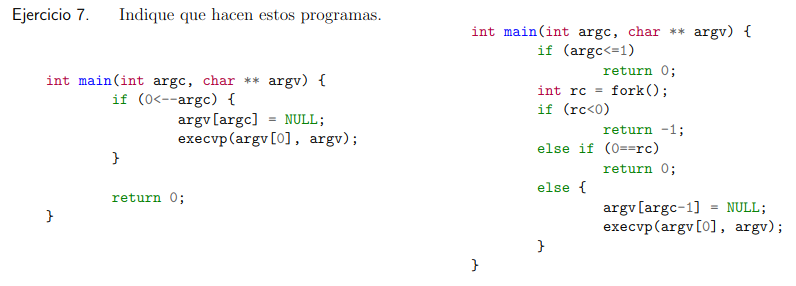 Ejercicio 7. Indique que hacen estos programas.
int main(int argc, char ** argv) {
if (0<--argc) {
argv[argc] = NULL;
execvp(argv[0], argv);
}
return 0;
}
int main(int argc, char ** argv) {
if (argc<=1)
return 0;
int rc = fork();
if (rc<0)
return -1;
else if (0==rc)
return 0;
else {
argv[argc-1] = NULL;
execvp(argv[0], argv);
}
}